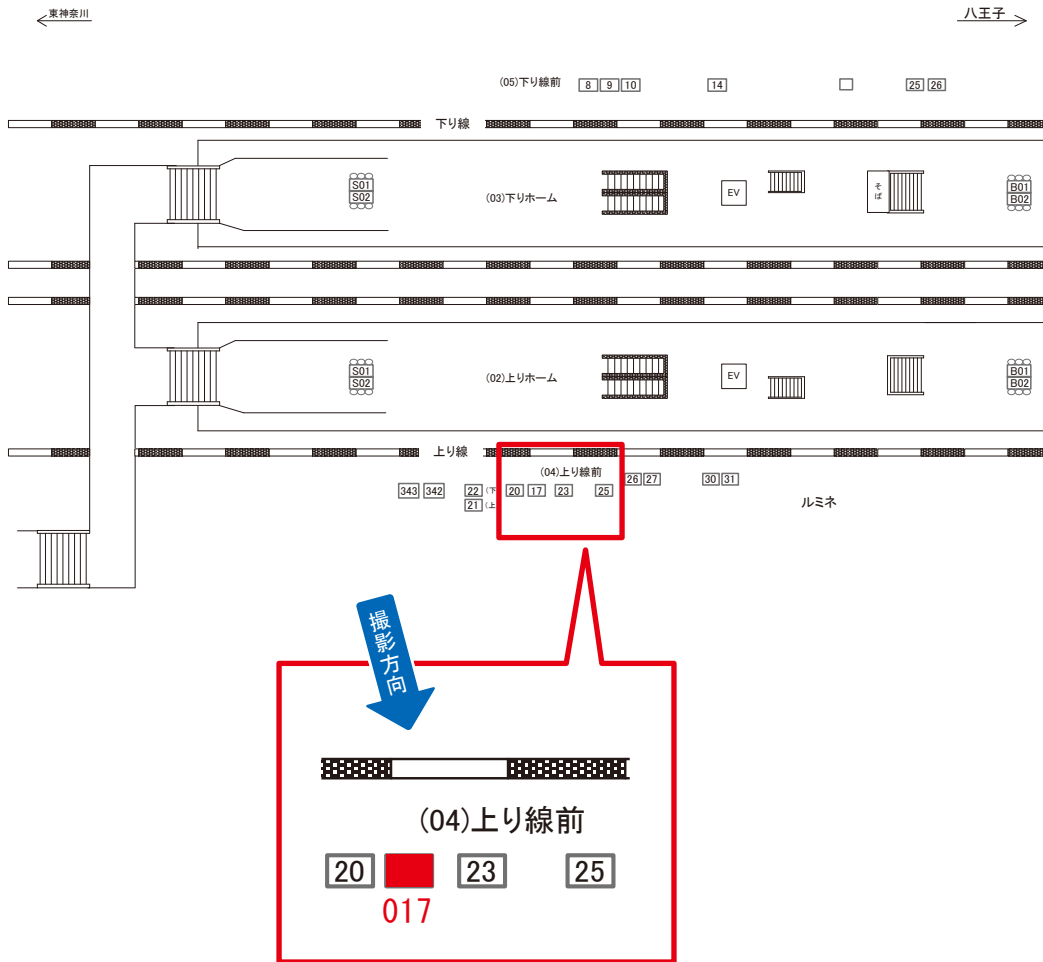 東神奈川
八王子
(05)下り線前 8 9 10 14 25 26
下り線
S01
S02
(03)下りホーム
EV
そば
B01
B02
S01
S02
(02)上りホーム
EV
B01
B02
上り線
(04)上り線前
343 342 22 (下 20 17 23 25 26 27 30 31
21 (上
ルミネ
撮影方向
(04)上り線前
20 23 25
017